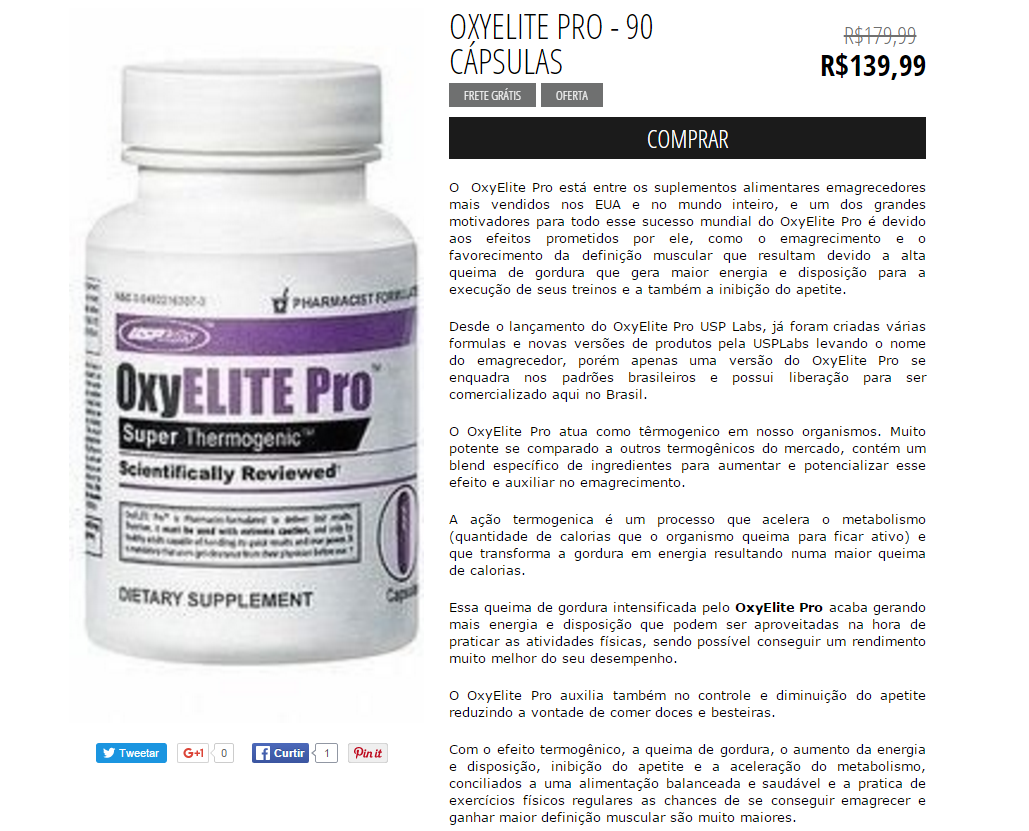 OXYELITE PRO - 90
CÁPSULAS
R$179,99
R$139,99
FRETE GRÁTIS
OFERTA
COMPRAR
O OxyElite Pro está entre os suplementos alimentares emagrecedores
mais vendidos nos EUA e no mundo inteiro, e um dos grandes
motivadores para todo esse sucesso mundial do OxyElite Pro é devido
aos efeitos prometidos por ele, como o emagrecimento e o
favorecimento da definição muscular que resultam devido a alta
queima de gordura que gera maior energia e disposição para a
execução de seus treinos e a também a inibição do apetite.
Desde o lançamento do OxyElite Pro USP Labs, já foram criadas várias
formulas e novas versões de produtos pela USPLabs levando o nome
do emagrecedor, porém apenas uma versão do OxyElite Pro se
enquadra nos padrões brasileiros e possui liberação para ser
comercializado aqui no Brasil.
O OxyElite Pro atua como têrmogenico em nosso organismos. Muito
potente se comparado a outros termogênicos do mercado, contém um
blend específico de ingredientes para aumentar e potencializar esse
efeito e auxiliar no emagrecimento.
A ação termogenica é um processo que acelera o metabolismo
(quantidade de calorias que o organismo queima para ficar ativo) e
que transforma a gordura em energia resultando numa maior queima
de calorias.
Essa queima de gordura intensificada pelo OxyElite Pro acaba gerando
mais energia e disposição que podem ser aproveitadas na hora de
praticar as atividades físicas, sendo possível conseguir um rendimento
muito melhor do seu desempenho.
O OxyElite Pro auxilia também no controle e diminuição do apetite
reduzindo a vontade de comer doces e besteiras.
Com o efeito termogênico, a queima de gordura, o aumento da energia
e disposição, inibição do apetite e a aceleração do metabolismo,
conciliados a uma alimentação balanceada e saudável e a pratica de
exercícios físicos regulares as chances de se conseguir emagrecer e
ganhar maior definição muscular são muito maiores.
PHARMACIST FORMULATE
USPlabs
OxyELITE Pro™
Super Thermogenic™
Scientifically Reviewed
DIETARY SUPPLEMENT
Capsu
Tweetar
G+1
0
Curtir
1
Pin it